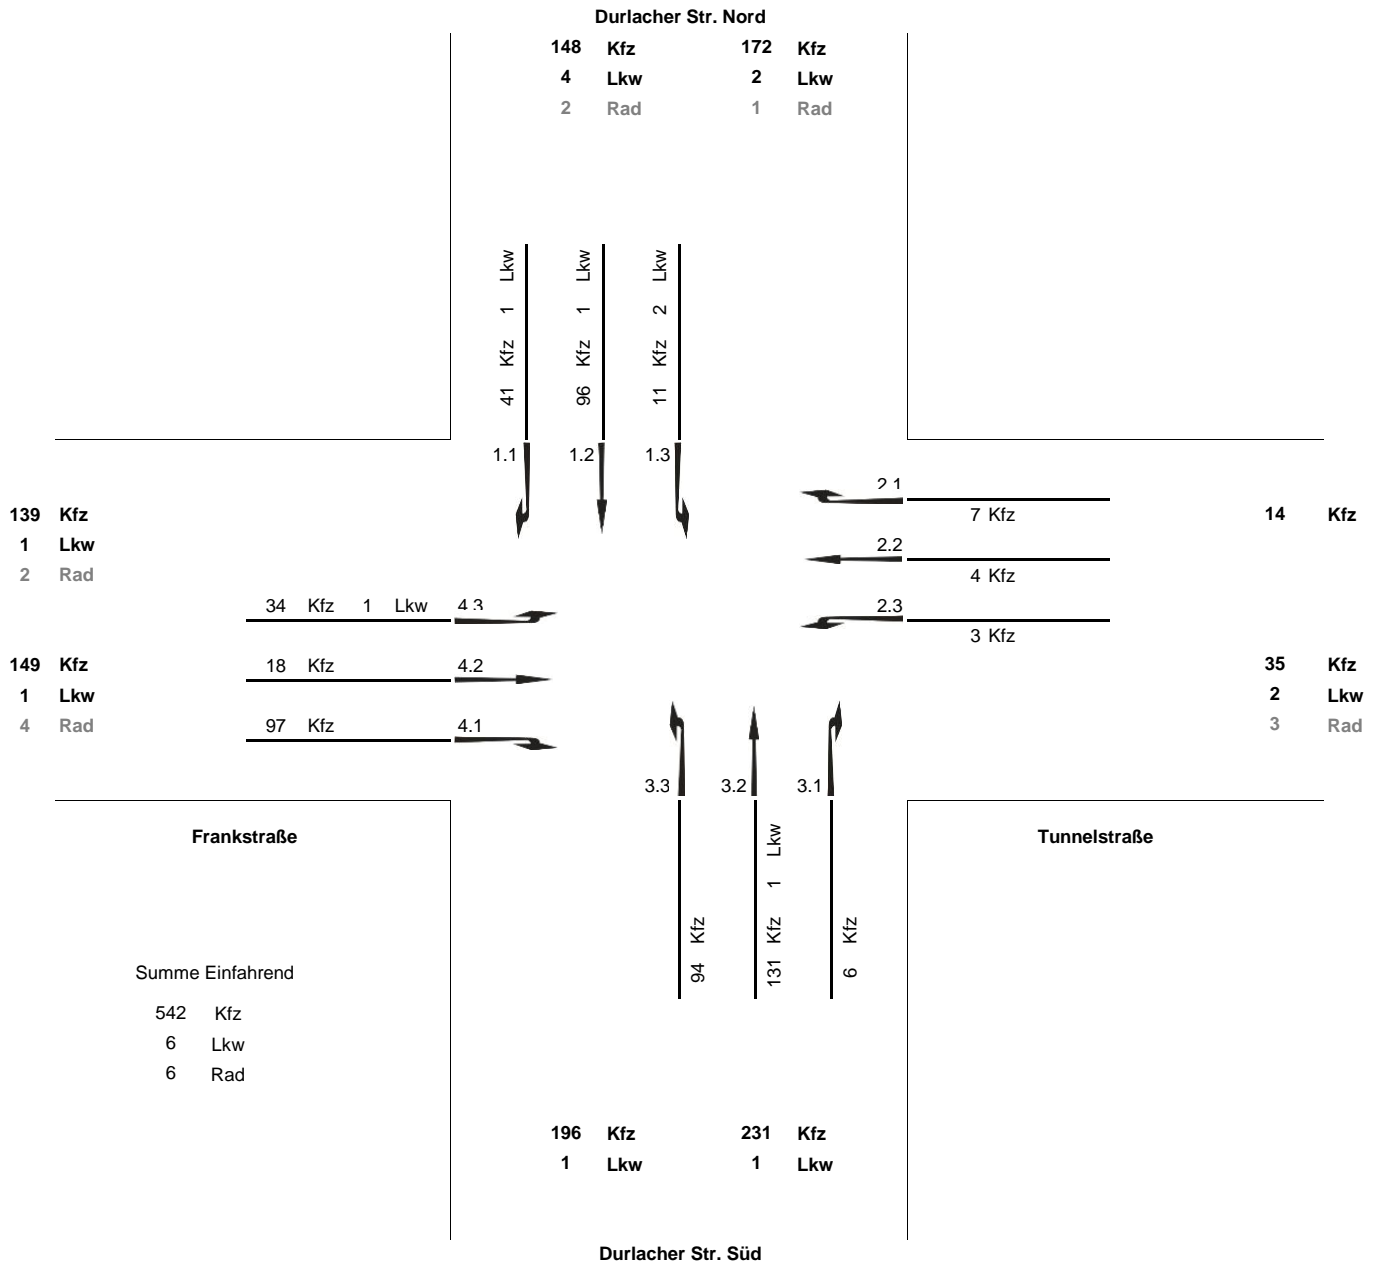 Durlacher Str. Nord
148 Kfz 172 Kfz
4 Lkw 2 Lkw
2 Rad 1 Rad
41 Kfz 1 Lkw
96 Kfz 1 Lkw
11 Kfz 2 Lkw
1.1 1.2 1.3
2.1
139 Kfz
7 Kfz
14 Kfz
1 Lkw
2.2
2 Rad
4 Kfz
34 Kfz 1 Lkw 4.3
2.3
3 Kfz
149 Kfz
18 Kfz 4.2
35 Kfz
1 Lkw
2 Lkw
4 Rad
97 Kfz 4.1
3 Rad
3.3 3.2 3.1
94 Kfz
131 Kfz 1 Lkw
6 Kfz
Frankstraße
Tunnelstraße
Summe Einfahrend
542 Kfz
6 Lkw
6 Rad
196 Kfz 231 Kfz
1 Lkw 1 Lkw
Durlacher Str. Süd